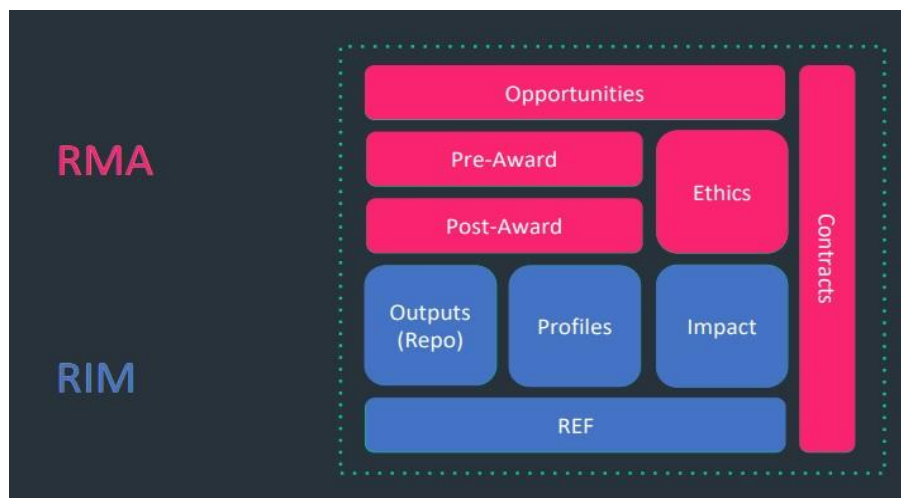 RMA
Opportunities
Pre-Award
Post-Award
Ethics
Contracts
RIM
Outputs
(Repo)
Profiles
Impact
REF